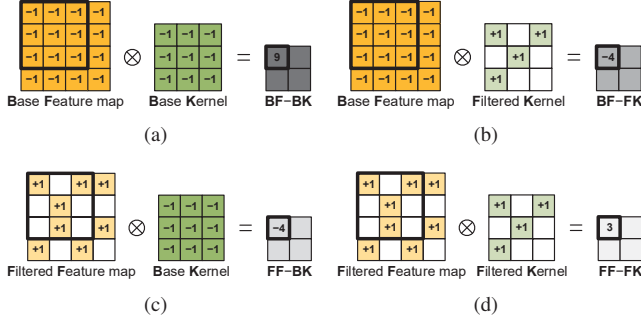 −1 −1 −1 −1
−1 −1 −1 −1
−1 −1 −1 −1
−1 −1 −1 −1
⊗
−1 −1 −1
−1 −1 −1
−1 −1 −1
=
9
Base Feature map
Base Kernel
BF−BK
(a)
−1 −1 −1 −1
−1 −1 −1 −1
−1 −1 −1 −1
−1 −1 −1 −1
⊗
+1 +1
+1
+1
=
−4
Base Feature map
Filtered Kernel
BF−FK
(b)
+1 +1 +1
+1
+1 +1
+1 +1
⊗
−1 −1 −1
−1 −1 −1
−1 −1 −1
=
−4
Filtered Feature map
Base Kernel
FF−BK
(c)
+1 +1 +1
+1
+1 +1
+1 +1
⊗
+1 +1
+1
+1
=
3
Filtered Feature map
Filtered Kernel
FF−FK
(d)